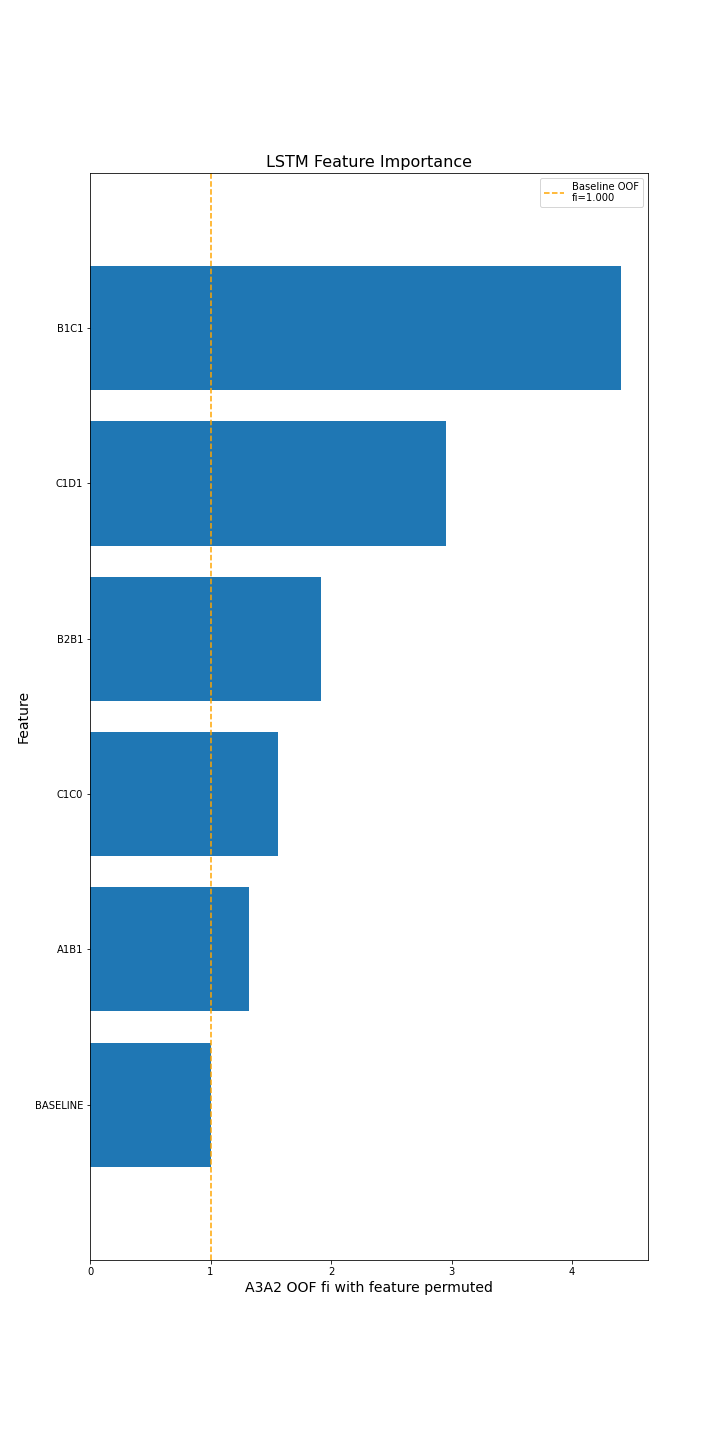 LSTM Feature Importance
Baseline OOF
fi=1.000
B1C1
C1D1
B2B1
C1C0
A1B1
BASELINE
Feature
0 1 2 3 4
A3A2 OOF fi with feature permuted